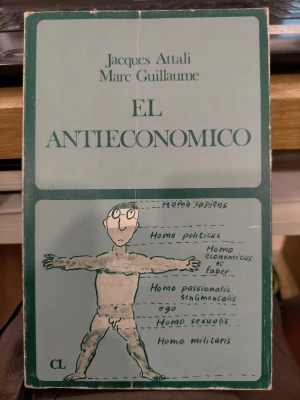 Jacques Attali
Marc Guillaume
EL
ANTIECONOMICO
Homo sapiens
Homo politicus
Homo
economicus
et
faber
Homo passionalis
sentimentalis
ego
Homo sexualis
Homo militaris
CL